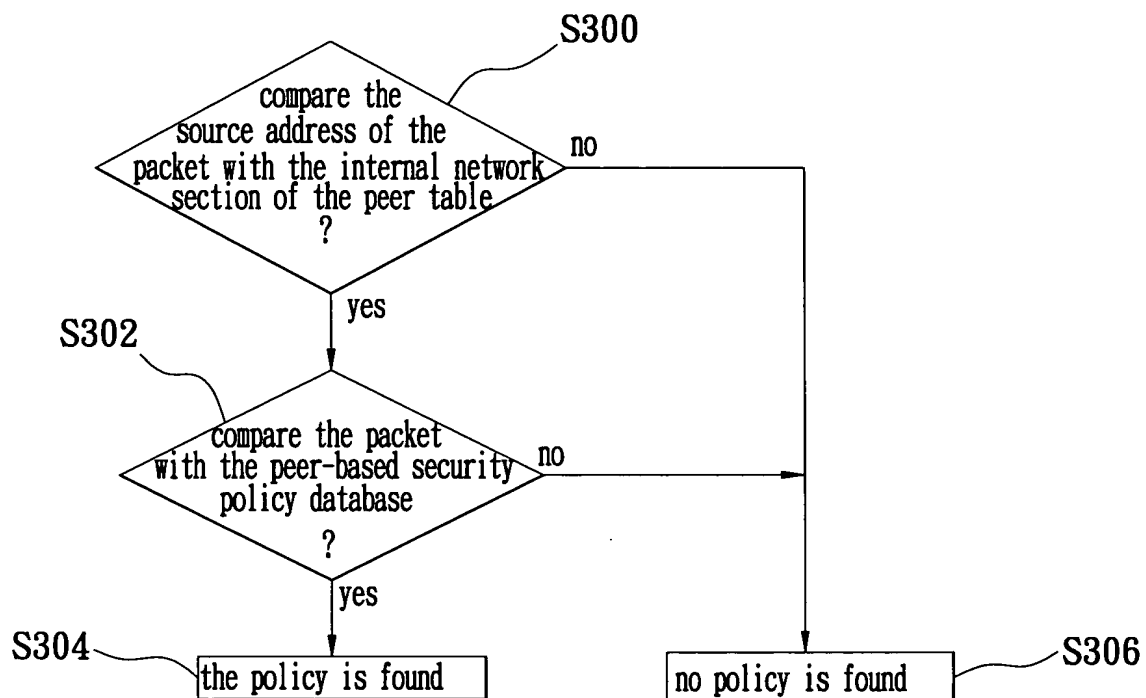 S300
compare the
source address of the
packet with the internal network
section of the peer table
?
no
yes
S302
compare the packet
with the peer-based security
policy database
?
no
yes
S304
the policy is found
no policy is found
S306